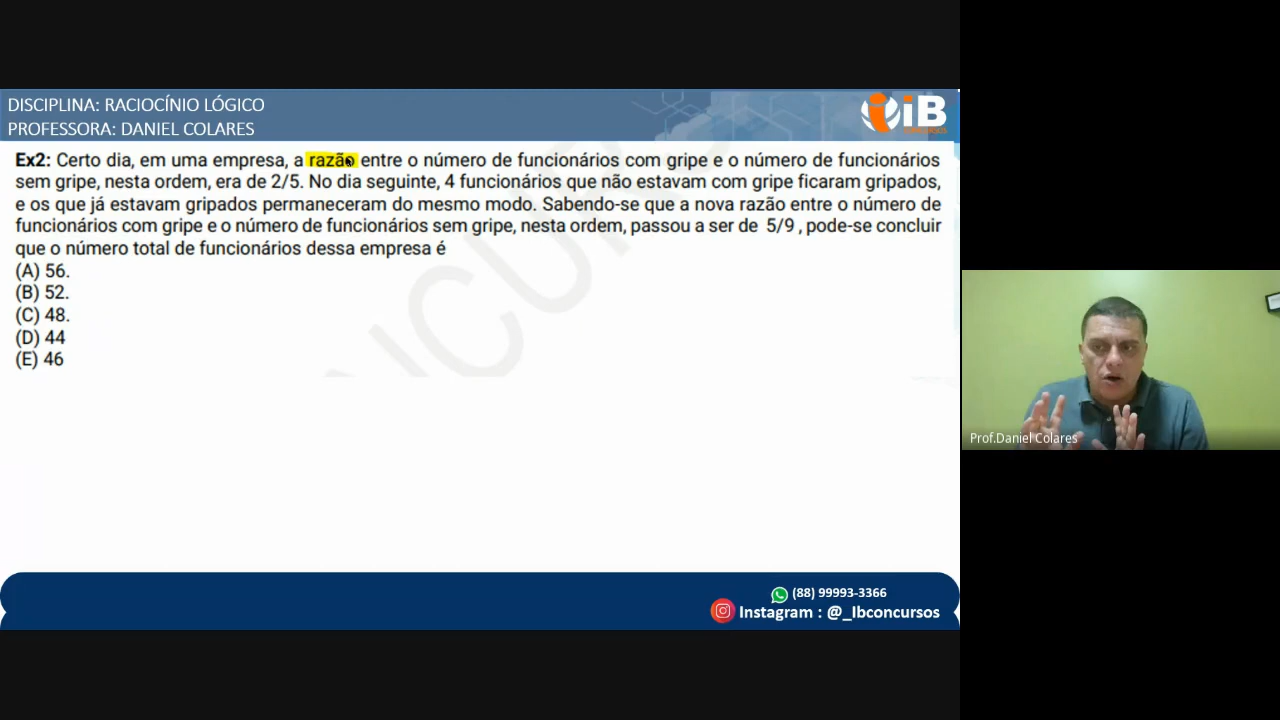 DISCIPLINA: RACIOCÍNIO LÓGICO
PROFESSORA: DANIEL COLARES
iB
CONCURSOS
Ex2: Certo dia, em uma empresa, a razão entre o número de funcionários com gripe e o número de funcionários
sem gripe, nesta ordem, era de 2/5. No dia seguinte, 4 funcionários que não estavam com gripe ficaram gripados,
e os que já estavam gripados permaneceram do mesmo modo. Sabendo-se que a nova razão entre o número de
funcionários com gripe e o número de funcionários sem gripe, nesta ordem, passou a ser de 5/9 , pode-se concluir
que o número total de funcionários dessa empresa é
(A) 56.
(B) 52.
(C) 48.
(D) 44
(E) 46
NCUR
Prof.Daniel Colares
(88) 99993-3366
Instagram : @_Ibconcursos